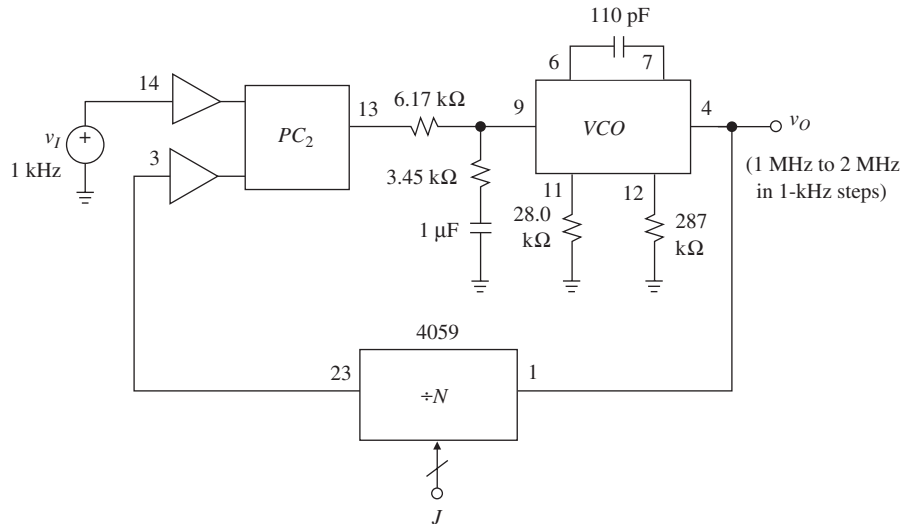 110 pF
6 7
14
13
6.17 kΩ
9
VCO
4
vO
PC2
vI
+
1 kHz
3
3.45 kΩ
11
12
(1 MHz to 2 MHz
in 1-kHz steps)
1 μF
28.0
kΩ
287
kΩ
4059
23
÷N
1
J